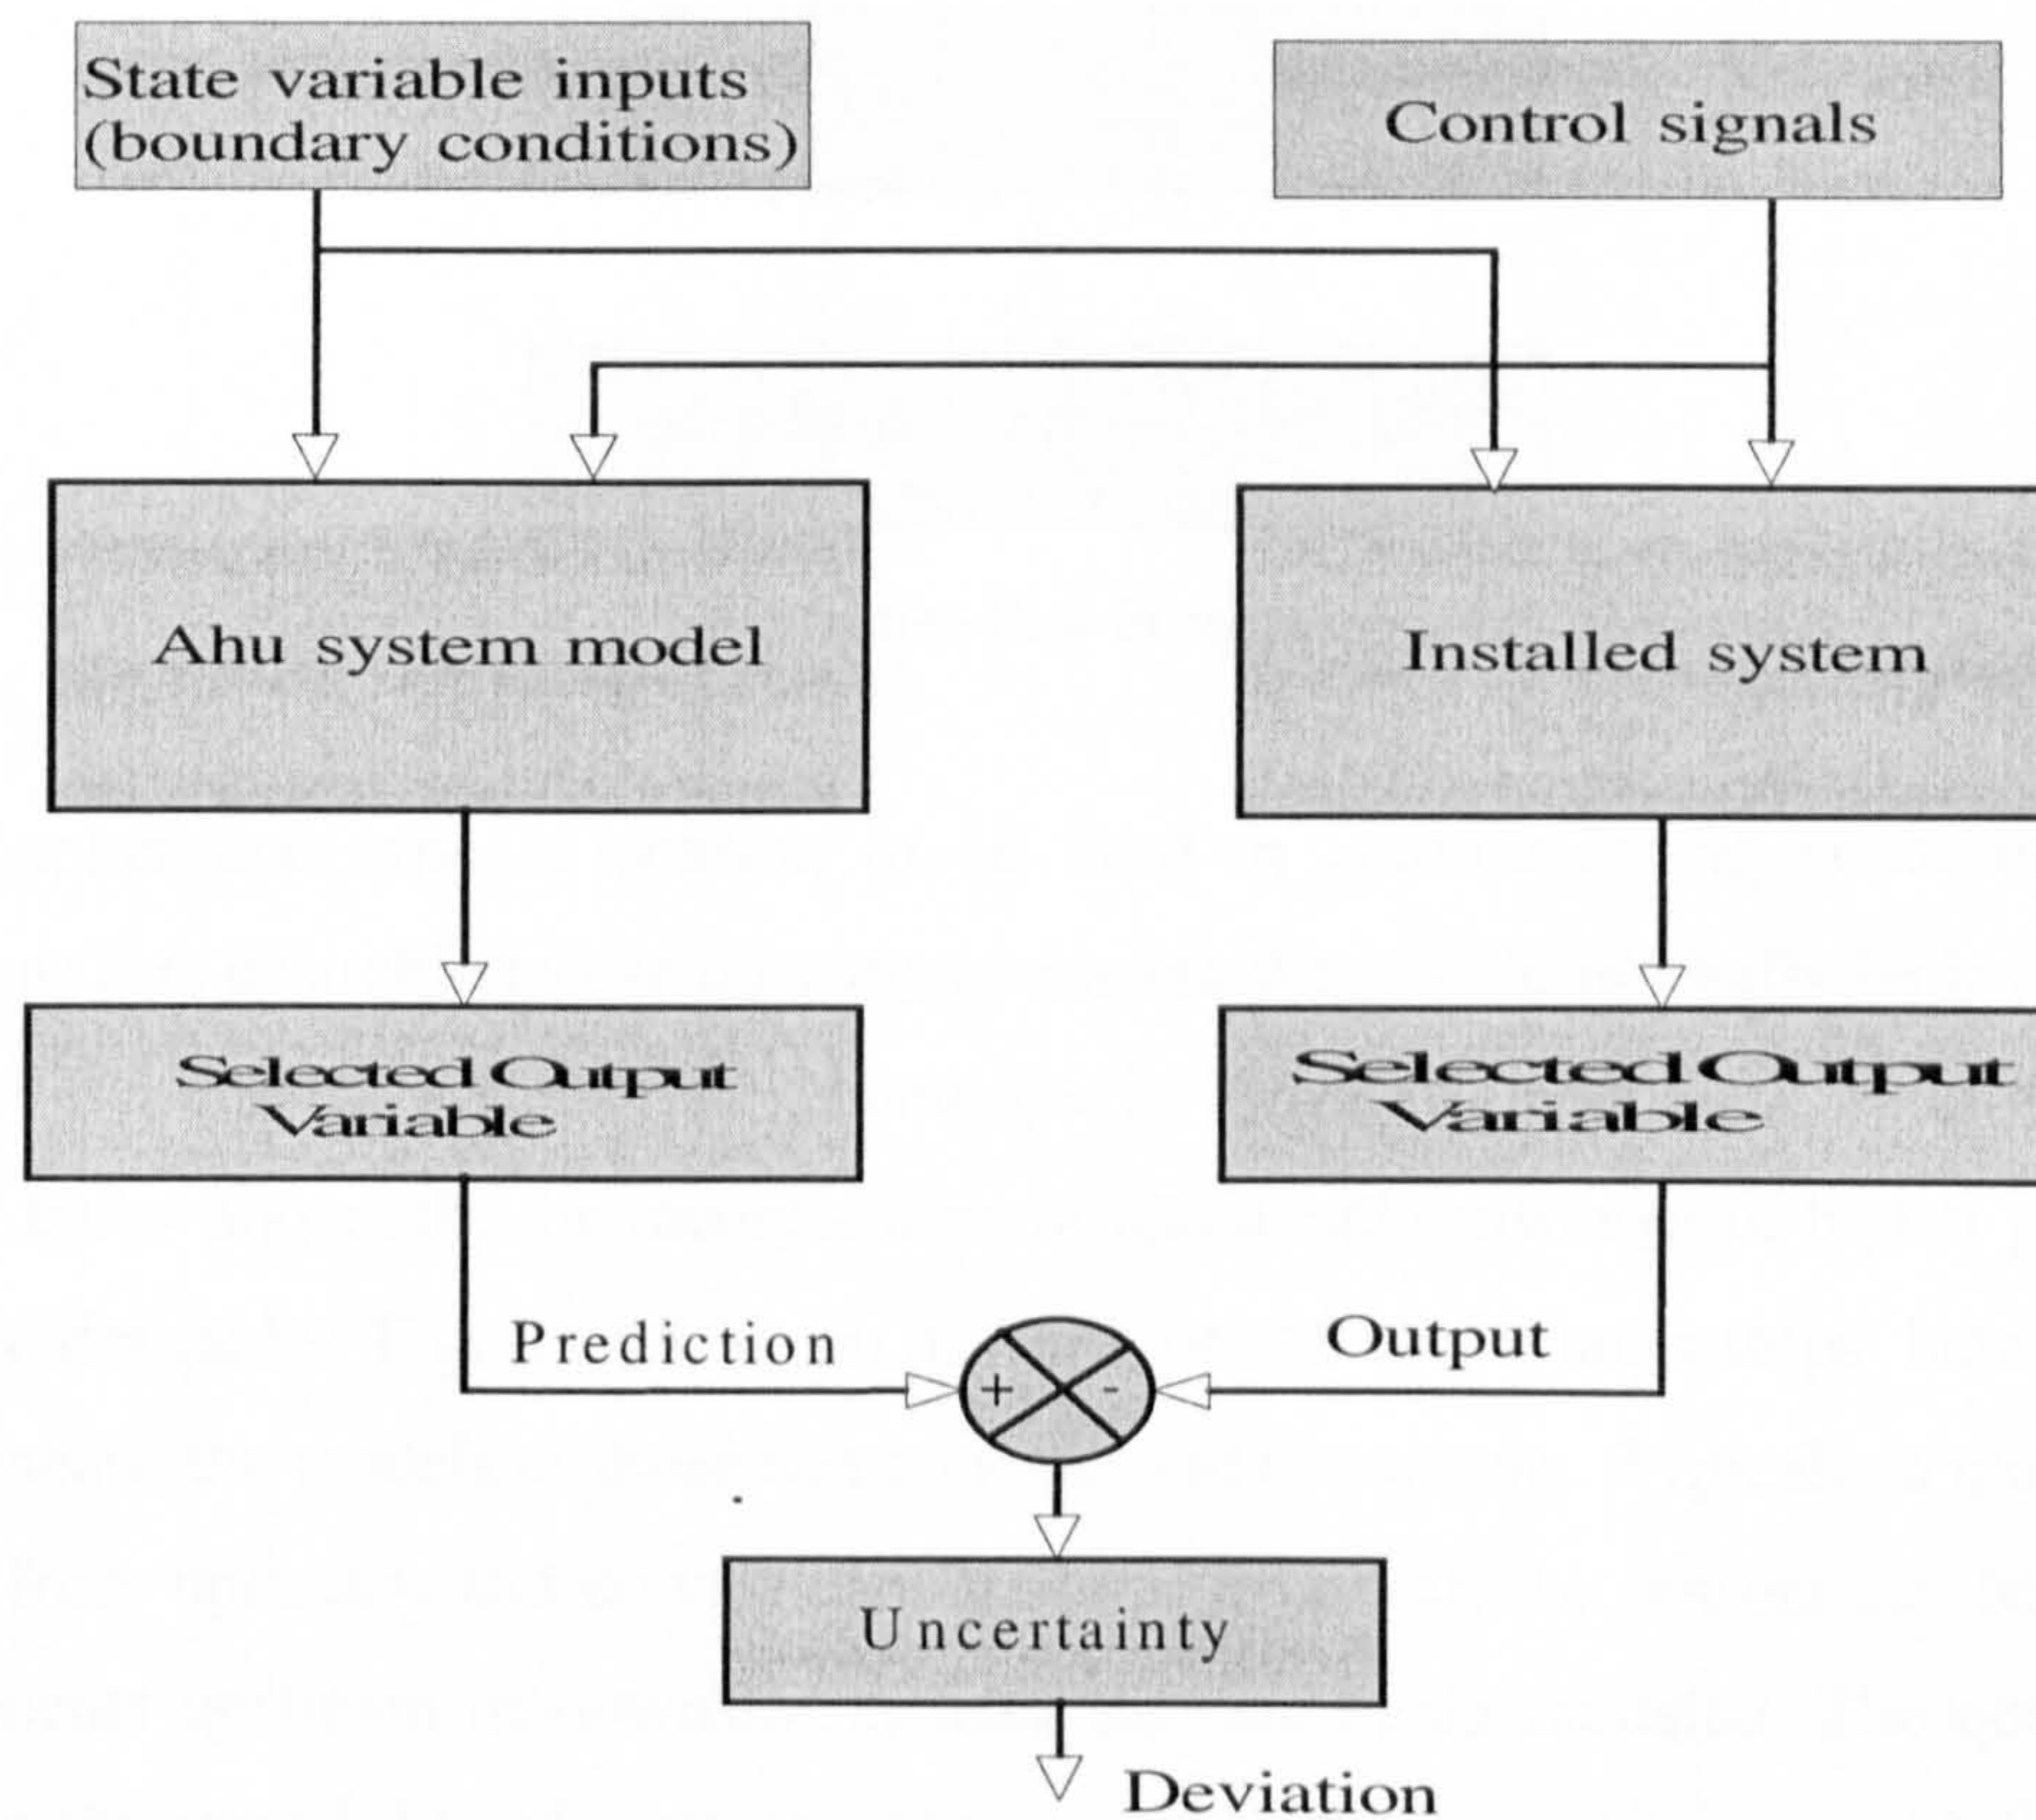 State variable inputs
(boundary conditions)
Control signals
Ahu system model
Installed system
Selected Output
Variable
Selected Output
Variable
Prediction
Output
+
-
Uncertainty
Deviation